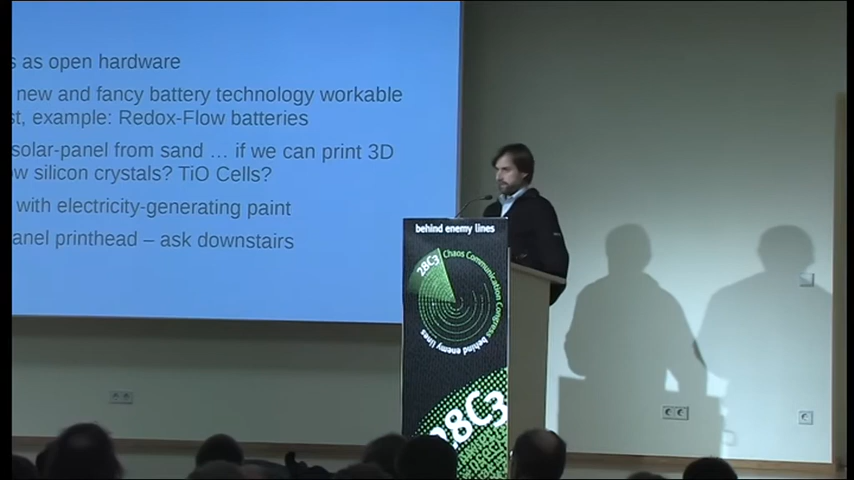 s as open hardware
new and fancy battery technology workable
st, example: Redox-Flow batteries
solar-panel from sand ... if we can print 3D
w silicon crystals? TiO Cells?
with electricity-generating paint
anel printhead – ask downstairs
behind enemy lines
28C3 Chaos Communication Congress behind enemy lines
28C3